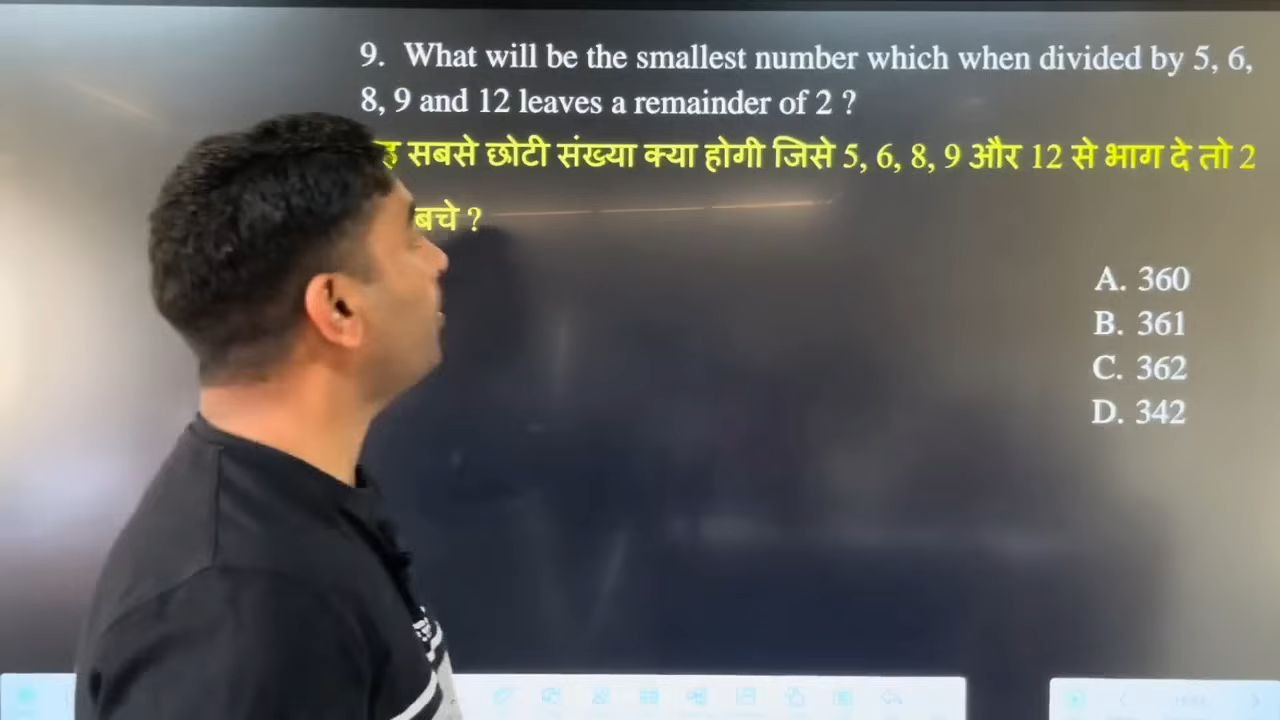 9. What will be the smallest number which when divided by 5, 6,
8, 9 and 12 leaves a remainder of 2 ?
सबसे छोटी संख्या क्या होगी जिसे 5, 6, 8, 9 और 12 से भाग दे तो 2
बचे ?
A. 360
B. 361
C. 362
D. 342